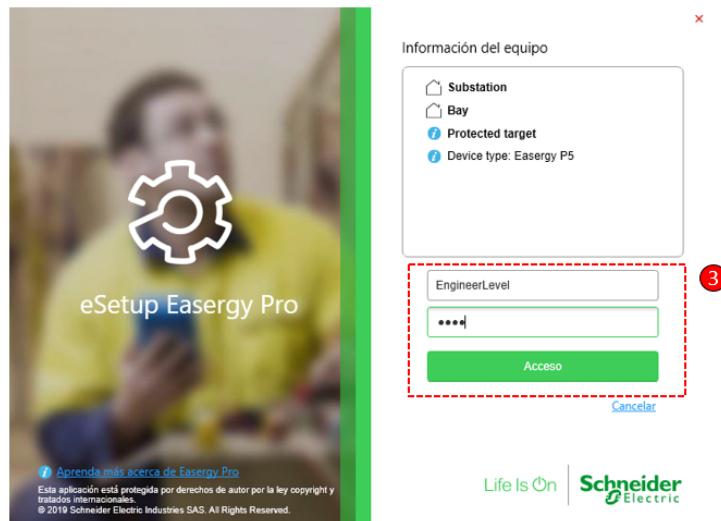 Información del equipo
Substation
Bay
Protected target
Device type: Easergy P5
EngineerLevel
••••
Acceso
Cancelar
3
eSetup Easergy Pro
Aprenda más acerca de Easergy Pro
Esta aplicación está protegida por derechos de autor por la ley copyright y
tratados internacionales.
© 2019 Schneider Electric Industries SAS. All Rights Reserved.
Life Is On
Schneider
Electric